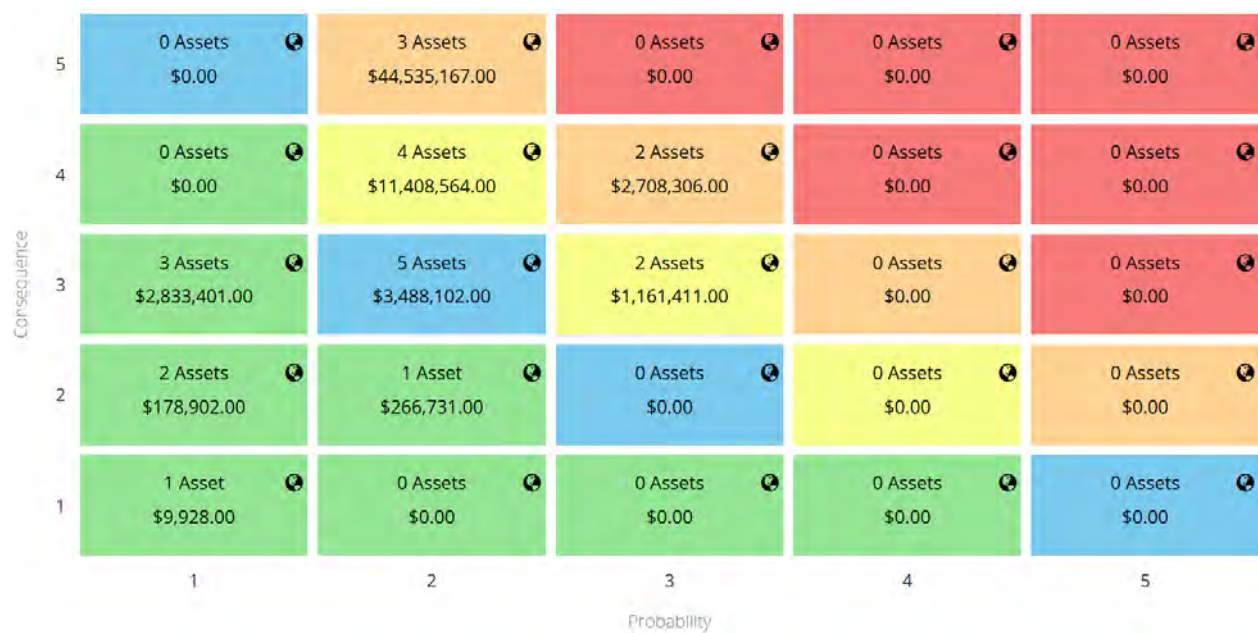 0 Assets 3 Assets 0 Assets 0 Assets 0 Assets
5
$0.00 $44,535,167.00 $0.00 $0.00 $0.00
0 Assets 4 Assets 2 Assets 0 Assets 0 Assets
4
$0.00 $11,408,564.00 $2,708,306.00 $0.00 $0.00
Consequence
3 Assets 5 Assets 2 Assets 0 Assets 0 Assets
3
$2,833,401.00 $3,488,102.00 $1,161,411.00 $0.00 $0.00
2 Assets 1 Asset 0 Assets 0 Assets 0 Assets
2
$178,902.00 $266,731.00 $0.00 $0.00 $0.00
1 Asset 0 Assets 0 Assets 0 Assets 0 Assets
1
$9,928.00 $0.00 $0.00 $0.00 $0.00
1 2 3 4 5
Probability